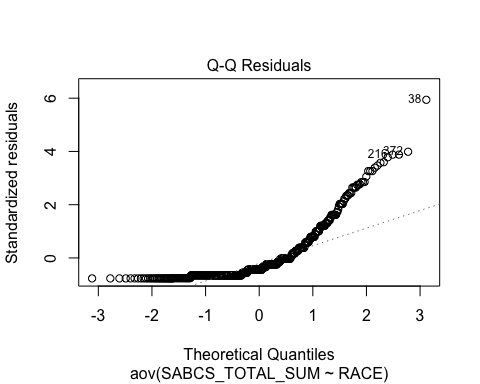 Q-Q Residuals
Standardized residuals
6
4
2
0
38
372
216
-3 -2 -1 0 1 2 3
Theoretical Quantiles
aov(SABCS_TOTAL_SUM ~ RACE)